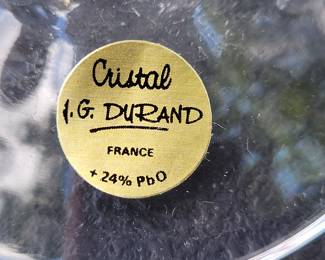 Cristal
J. G. DURAND
FRANCE
+ 24% PbO